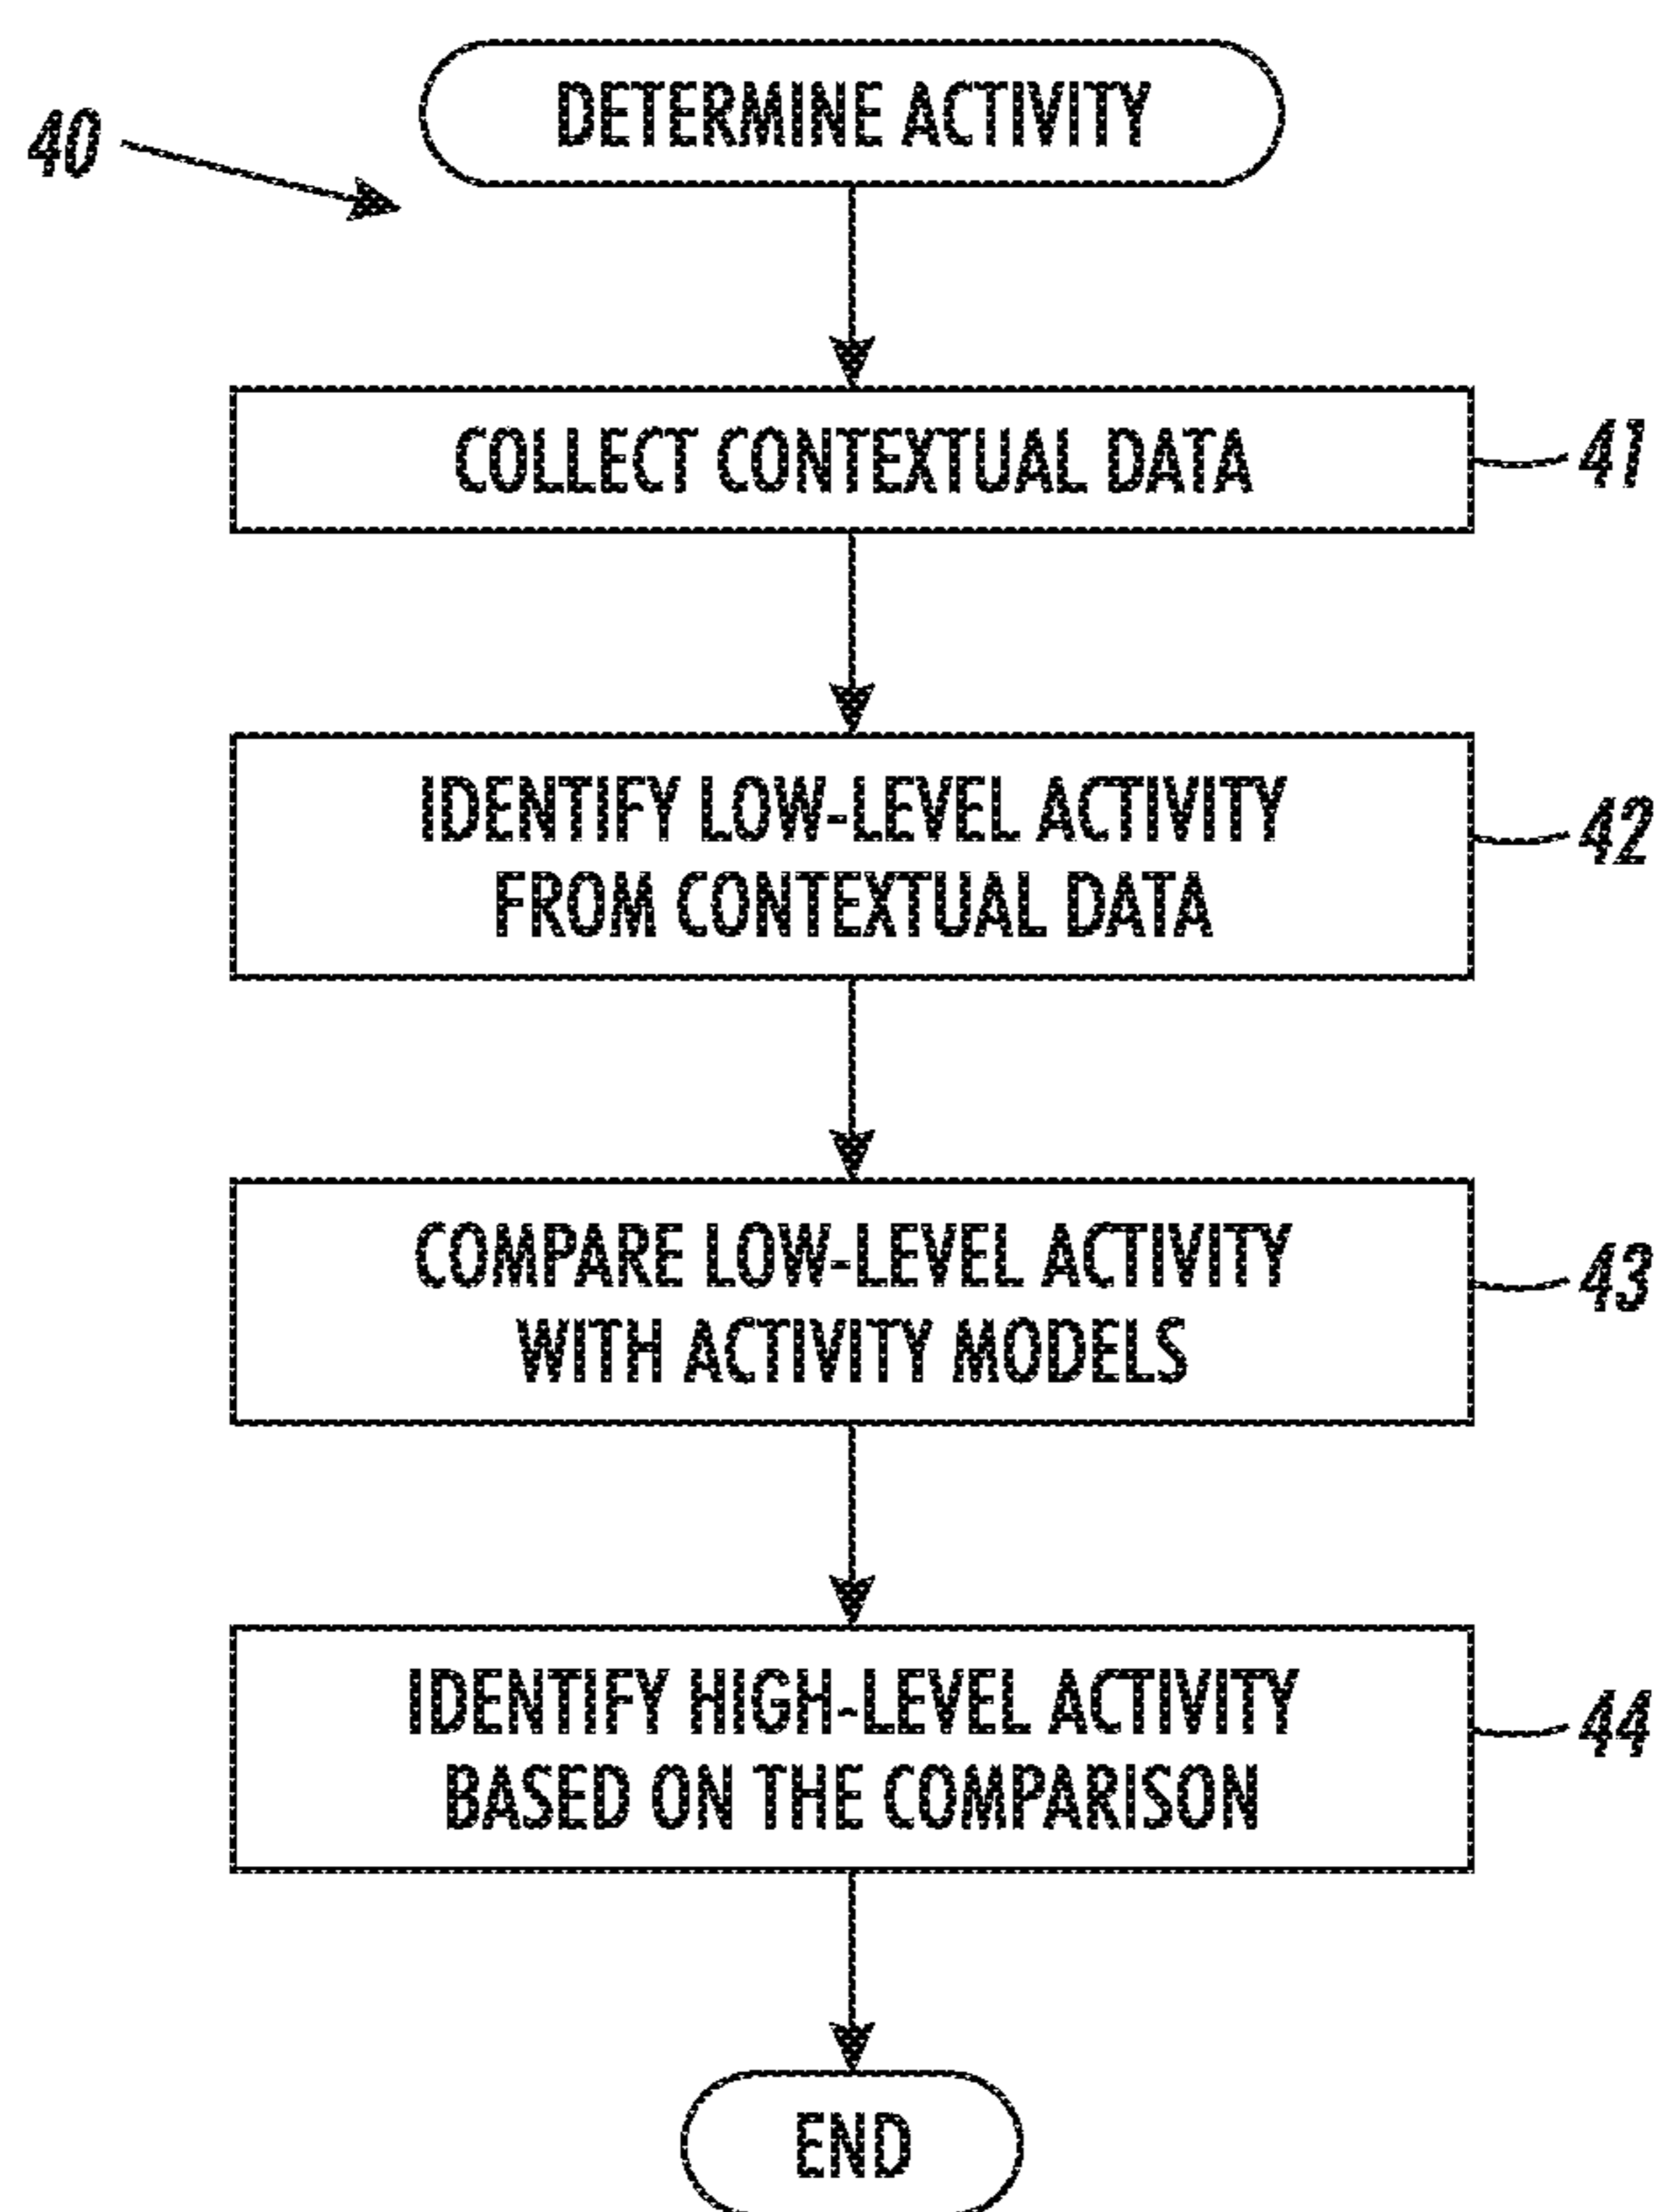 DETERMINE ACTIVITY
40
COLLECT CONTEXTUAL DATA
41
IDENTIFY LOW-LEVEL ACTIVITY
FROM CONTEXTUAL DATA
42
COMPARE LOW-LEVEL ACTIVITY
WITH ACTIVITY MODELS
43
IDENTIFY HIGH-LEVEL ACTIVITY
BASED ON THE COMPARISON
44
END